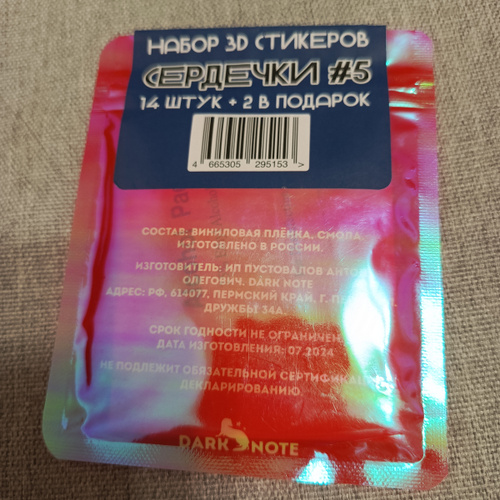 НАБОР 3D СТИКЕРОВ
СЕРДЕЧКИ #5
14 ШТУК + 2 В ПОДАРОК
4 665305 295153 >
СОСТАВ: ВИНИЛОВАЯ ПЛЁНКА, СМОЛА
ИЗГОТОВЛЕНО В РОССИИ.
ИЗГОТОВИТЕЛЬ: ИП ПУСТОВАЛОВ АНТОН
ОЛЕГОВИЧ. DARK NOTE
АДРЕС: РФ, 614077, ПЕРМСКИЙ КРАЙ, Г.
ДРУЖБЫ 34А.
СРОК ГОДНОСТИ НЕ ОГРАНИЧЕН
ДАТА ИЗГОТОВЛЕНИЯ: 07.2024
НЕ ПОДЛЕЖИТ ОБЯЗАТЕЛЬНОЙ
ДЕКЛАРИРОВАНИЮ
DARK NOTE